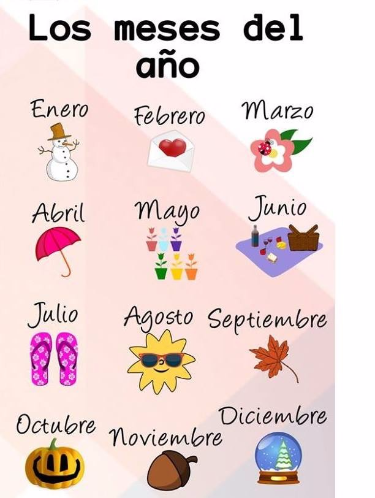 Los meses del
año
Enero Febrero Marzo
Abril Mayo Junio
Julio Agosto Septiembre
Octubre Noviembre Diciembre